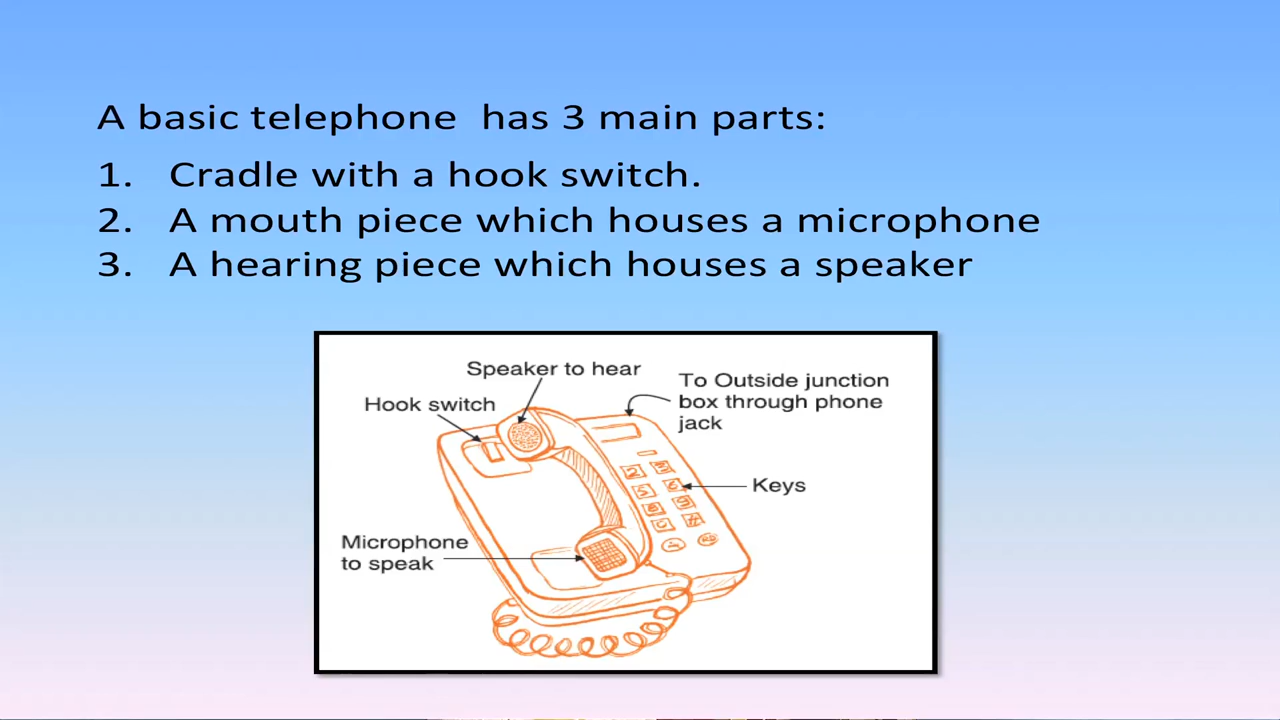 A basic telephone has 3 main parts:
1. Cradle with a hook switch.
2. A mouth piece which houses a microphone
3. A hearing piece which houses a speaker
Speaker to hear
To Outside junction
box through phone
jack
Hook switch
Keys
Microphone
to speak